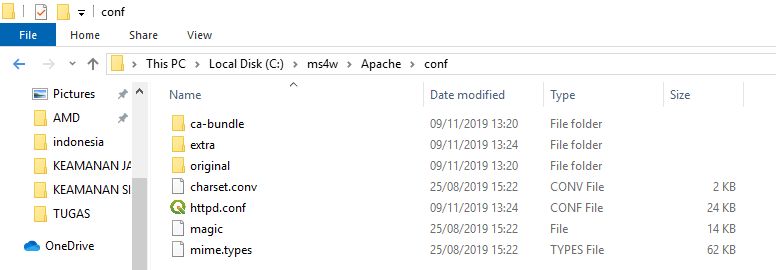 conf
File Home Share View
This PC Local Disk (C:) ms4w Apache conf
Name Date modified Type Size
Pictures
AMD
indonesia
KEAMANAN JA
KEAMANAN SI
TUGAS
OneDrive
ca-bundle 09/11/2019 13:20 File folder
extra 09/11/2019 13:24 File folder
original 09/11/2019 13:20 File folder
charset.conv 25/08/2019 15:22 CONV File 2 KB
httpd.conf 09/11/2019 13:24 CONF File 24 KB
magic 25/08/2019 15:22 File 14 KB
mime.types 25/08/2019 15:22 TYPES File 62 KB